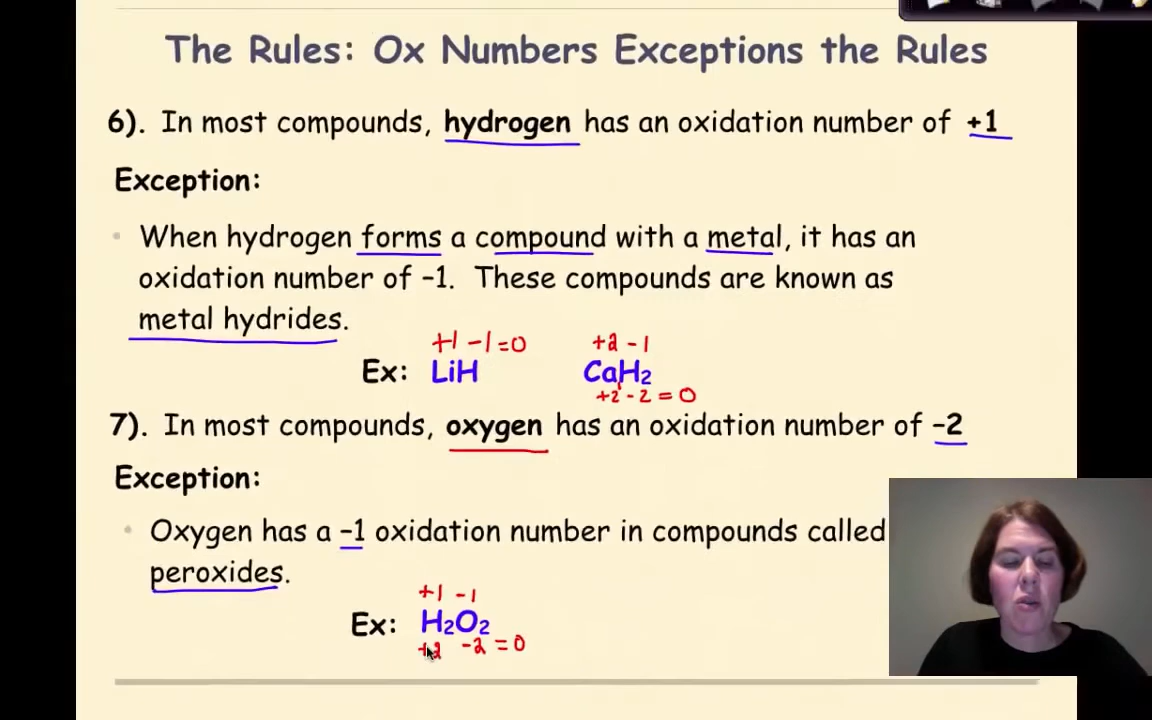 The Rules: Ox Numbers Exceptions the Rules
6). In most compounds, hydrogen has an oxidation number of +1
Exception:
• When hydrogen forms a compound with a metal, it has an
oxidation number of –1. These compounds are known as
metal hydrides.
+1 -1 =0 +2 -1
Ex: LiH CaH₂
+2 -2 = 0
7). In most compounds, oxygen has an oxidation number of –2
Exception:
• Oxygen has a –1 oxidation number in compounds called
peroxides.
+1 -1
Ex: H₂O₂
+2 -2 = 0